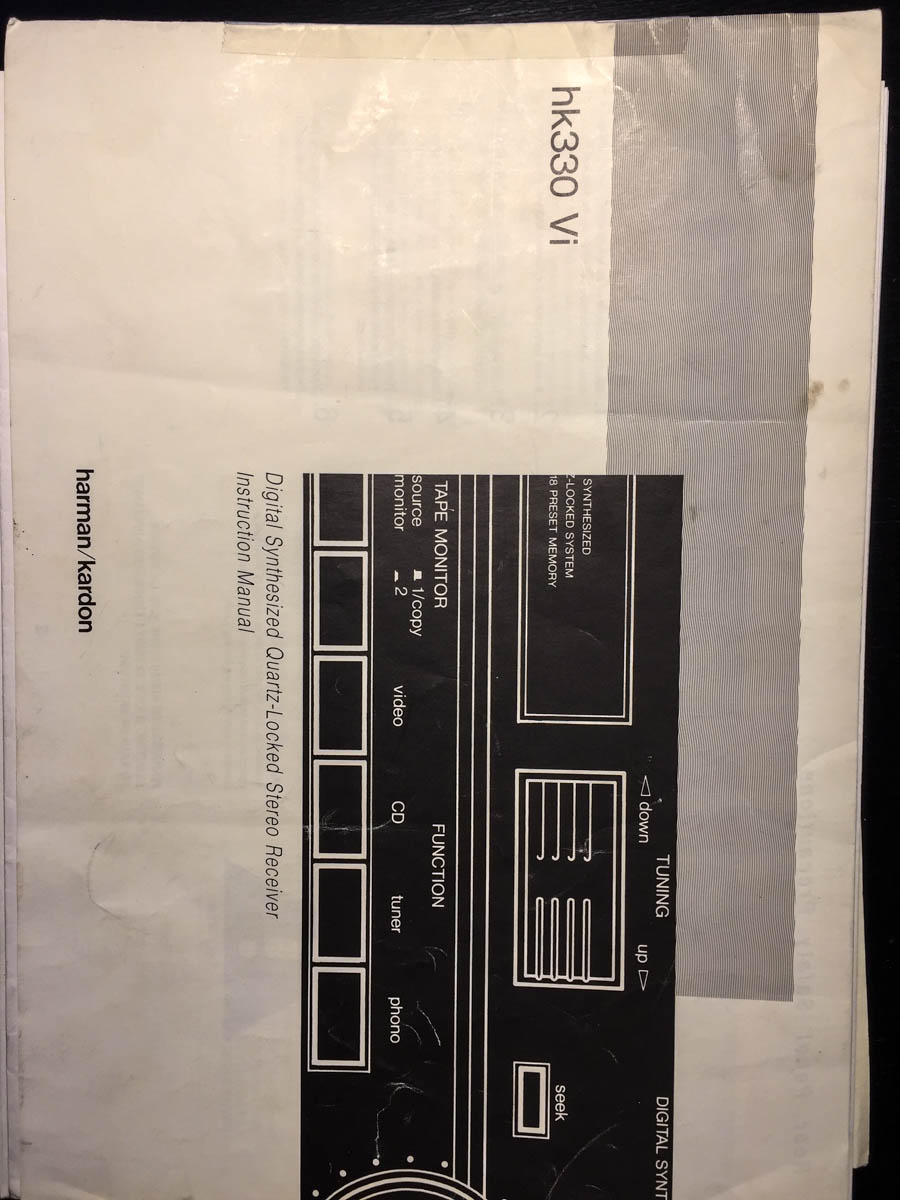 hk330 Vi
DIGITAL SYNT
TUNING
down
up
SYNTHESIZED
Z-LOCKED SYSTEM
18 PRESET MEMORY
seek
TAPE MONITOR
FUNCTION
source 1/copy
monitor 2
video
CD
tuner
phono
Digital Synthesized Quartz-Locked Stereo Receiver
Instruction Manual
harman/kardon